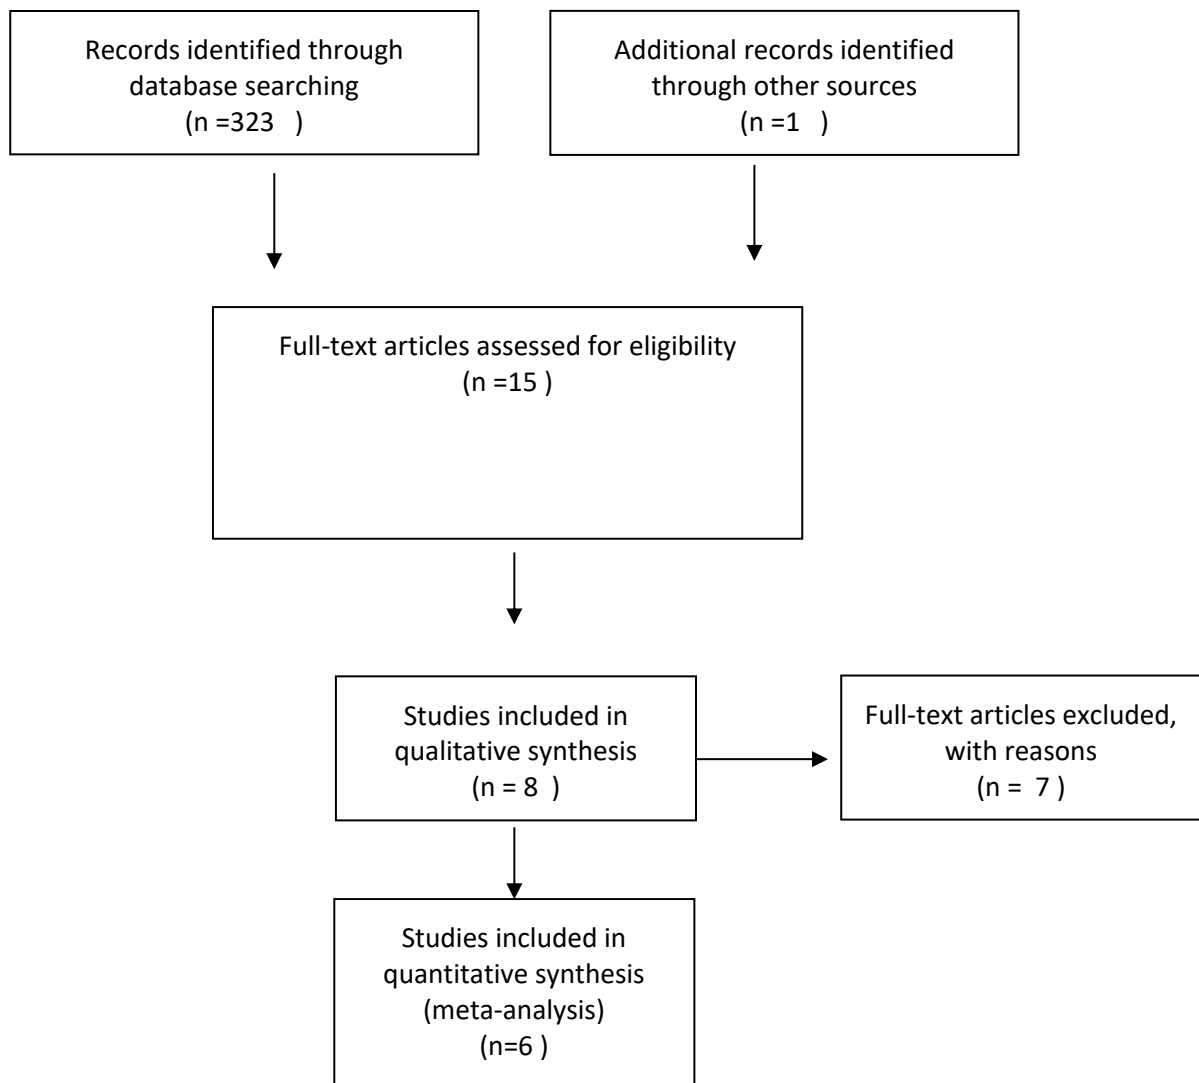 Records identified through
database searching
(n =323   )
Additional records identified
through other sources
(n =1   )
Full-text articles assessed for eligibility
(n =15 )
Studies included in
qualitative synthesis
(n = 8  )
Full-text articles excluded,
with reasons
(n =  7 )
Studies included in
quantitative synthesis
(meta-analysis)
(n=6 )